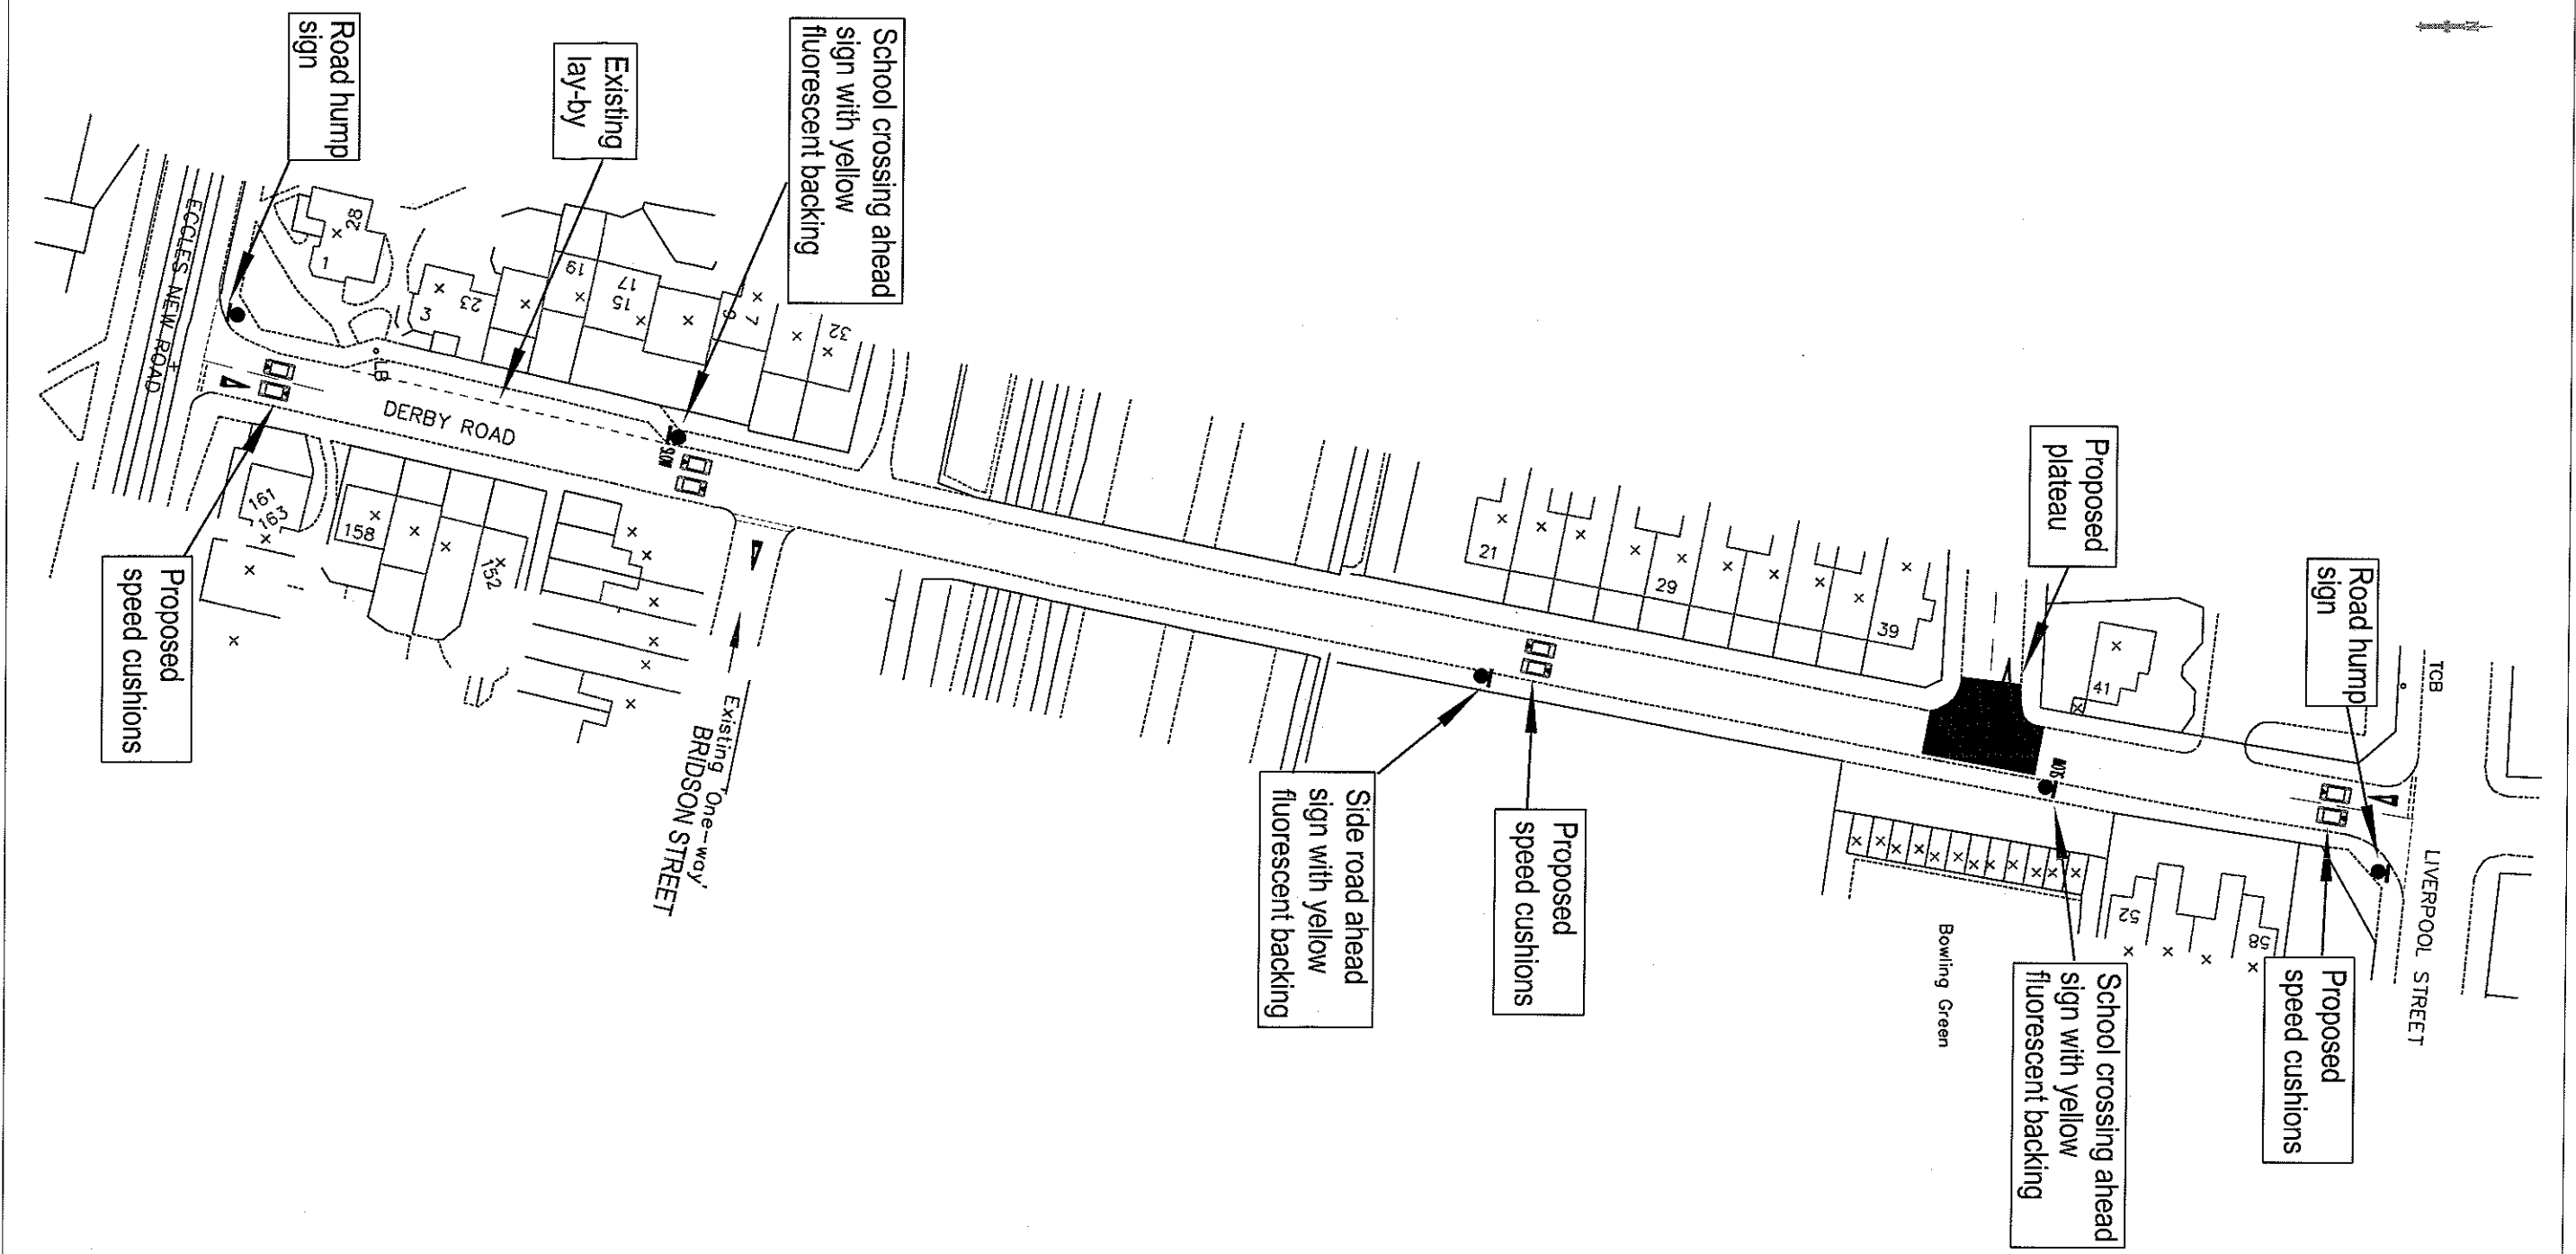 Road hump
sign
Existing
lay-by
School crossing ahead
sign with yellow
fluorescent backing
Proposed
plateau
Road hump
sign
Proposed
speed cushions
Existing 'One-way'
BRIDSON STREET
Side road ahead
sign with yellow
fluorescent backing
Proposed
speed cushions
School crossing ahead
sign with yellow
fluorescent backing
Proposed
speed cushions
ECCLES NEW ROAD
DERBY ROAD
LIVERPOOL STREET
Bowling Green
TCB
LB
SLOW
SLOW
28
1
3
23
19
17
15
7
32
161
163
158
152
21
29
39
41
52
58
N